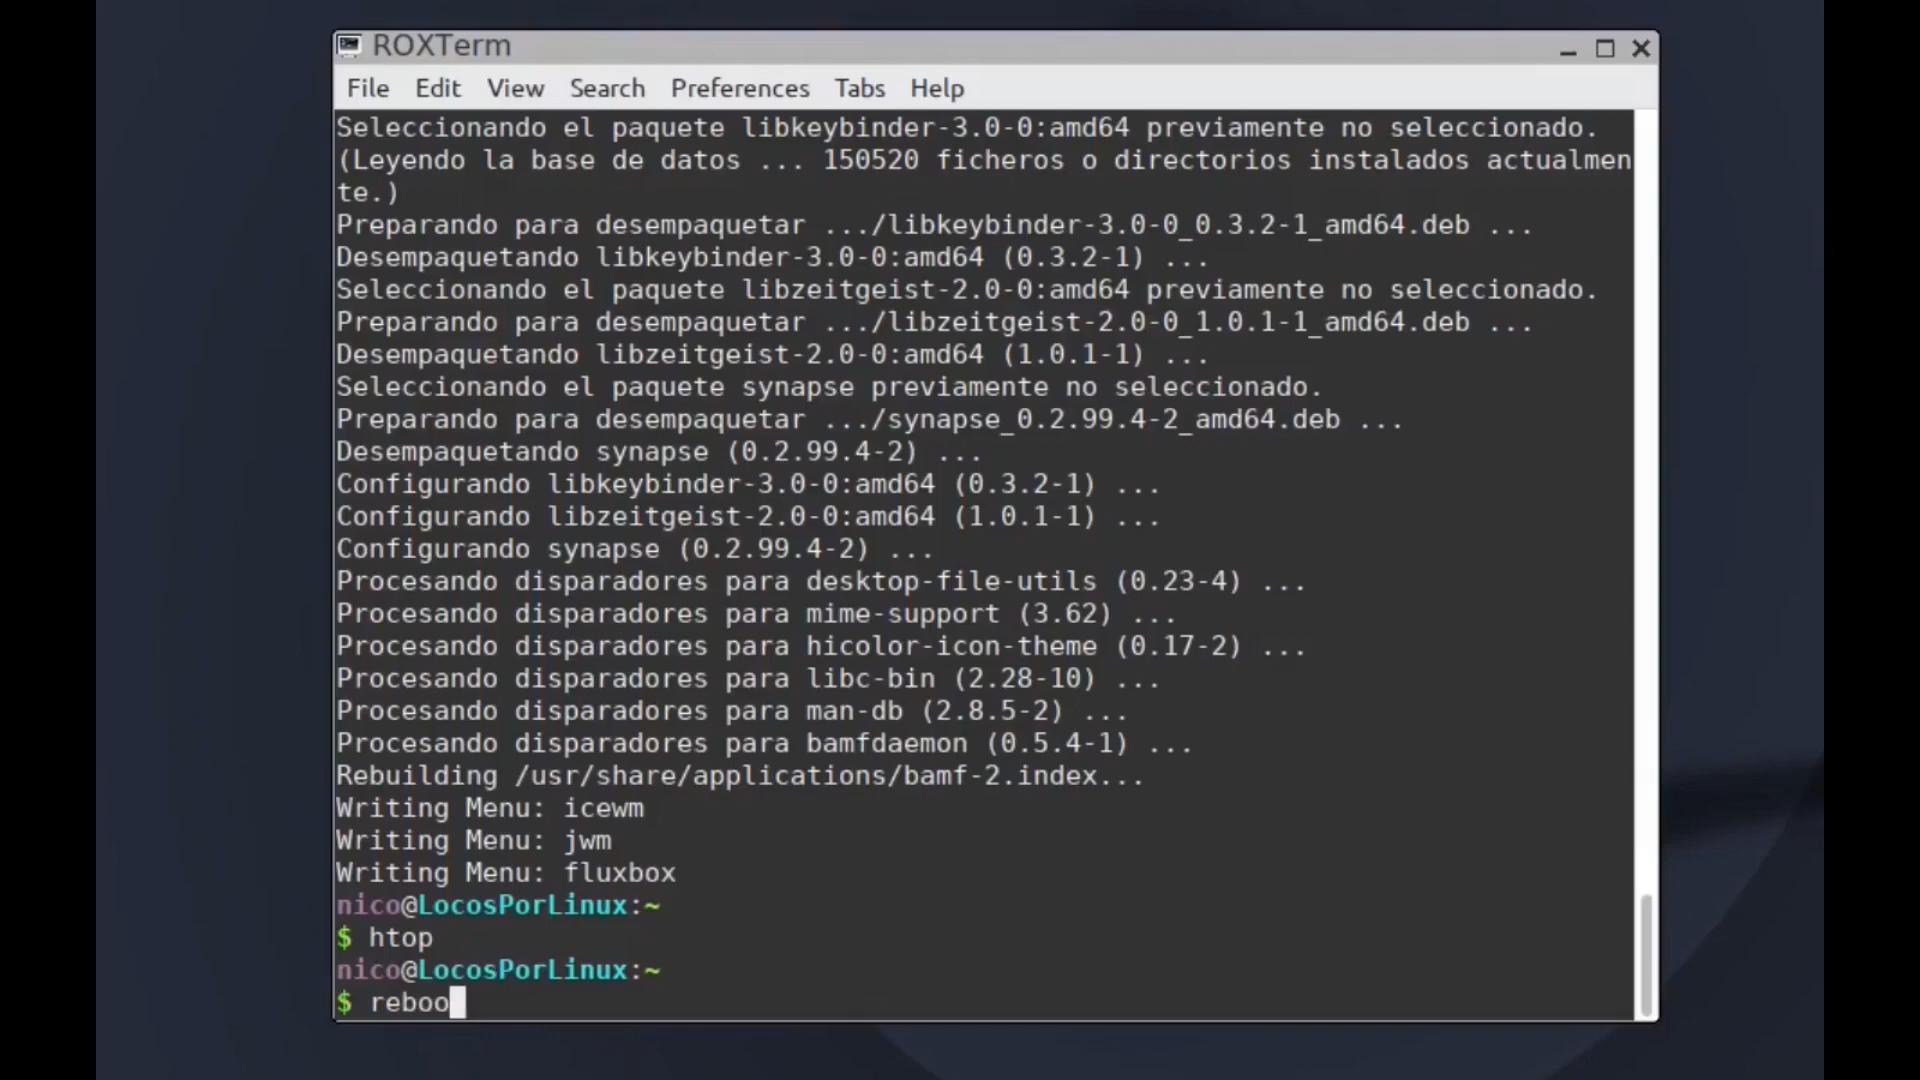 ROXTerm
File Edit View Search Preferences Tabs Help
Seleccionando el paquete libkeybinder-3.0-0:amd64 previamente no seleccionado.
(Leyendo la base de datos ... 150520 ficheros o directorios instalados actualmen
te.)
Preparando para desempaquetar .../libkeybinder-3.0-0_0.3.2-1_amd64.deb ...
Desempaquetando libkeybinder-3.0-0:amd64 (0.3.2-1) ...
Seleccionando el paquete libzeitgeist-2.0-0:amd64 previamente no seleccionado.
Preparando para desempaquetar .../libzeitgeist-2.0-0_1.0.1-1_amd64.deb ...
Desempaquetando libzeitgeist-2.0-0:amd64 (1.0.1-1) ...
Seleccionando el paquete synapse previamente no seleccionado.
Preparando para desempaquetar .../synapse_0.2.99.4-2_amd64.deb ...
Desempaquetando synapse (0.2.99.4-2) ...
Configurando libkeybinder-3.0-0:amd64 (0.3.2-1) ...
Configurando libzeitgeist-2.0-0:amd64 (1.0.1-1) ...
Configurando synapse (0.2.99.4-2) ...
Procesando disparadores para desktop-file-utils (0.23-4) ...
Procesando disparadores para mime-support (3.62) ...
Procesando disparadores para hicolor-icon-theme (0.17-2) ...
Procesando disparadores para libc-bin (2.28-10) ...
Procesando disparadores para man-db (2.8.5-2) ...
Procesando disparadores para bamfdaemon (0.5.4-1) ...
Rebuilding /usr/share/applications/bamf-2.index...
Writing Menu: icewm
Writing Menu: jwm
Writing Menu: fluxbox
nico@LocosPorLinux:~
$ htop
nico@LocosPorLinux:~
$ reboo